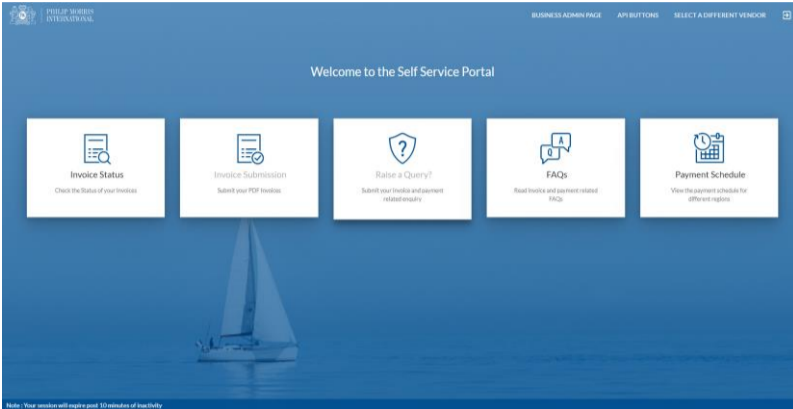 PHILIP MORRIS
INTERNATIONAL
BUSINESS ADMIN PAGE
API BUTTONS
SELECT A DIFFERENT VENDOR
Welcome to the Self Service Portal
Invoice Status
Check the Status of your Invoices
Invoice Submission
Submit your PDF Invoices
?
Raise a Query?
Submit your Invoice and payment
related enquiry
Q A
FAQs
Read Invoice and payment related
FAQs
Payment Schedule
View the payment schedule for
different regions
Note : Your session will expire post 10 minutes of inactivity